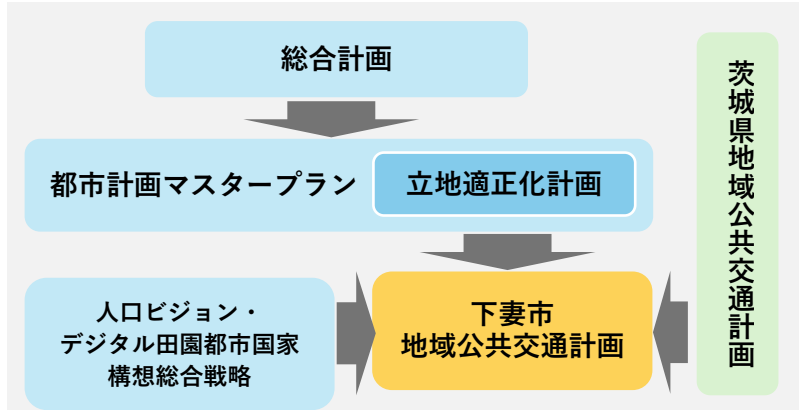 総合計画
都市計画マスタープラン
立地適正化計画
人口ビジョン・
デジタル田園都市国家
構想総合戦略
下妻市
地域公共交通計画
茨城県地域公共交通計画